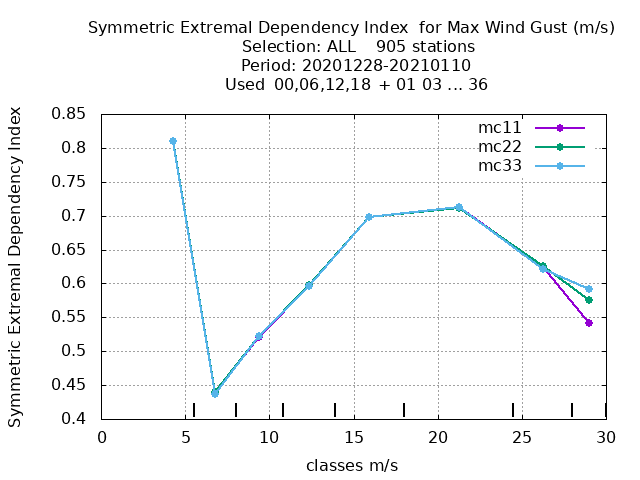 Symmetric Extremal Dependency Index  for Max Wind Gust (m/s)
Selection: ALL    905 stations
Period: 20201228-20210110
Used  00,06,12,18  + 01 03 ... 36
Symmetric Extremal Dependency Index
0.85
0.8
0.75
0.7
0.65
0.6
0.55
0.5
0.45
0.4
mc11
mc22
mc33
0 5 10 15 20 25 30
classes m/s